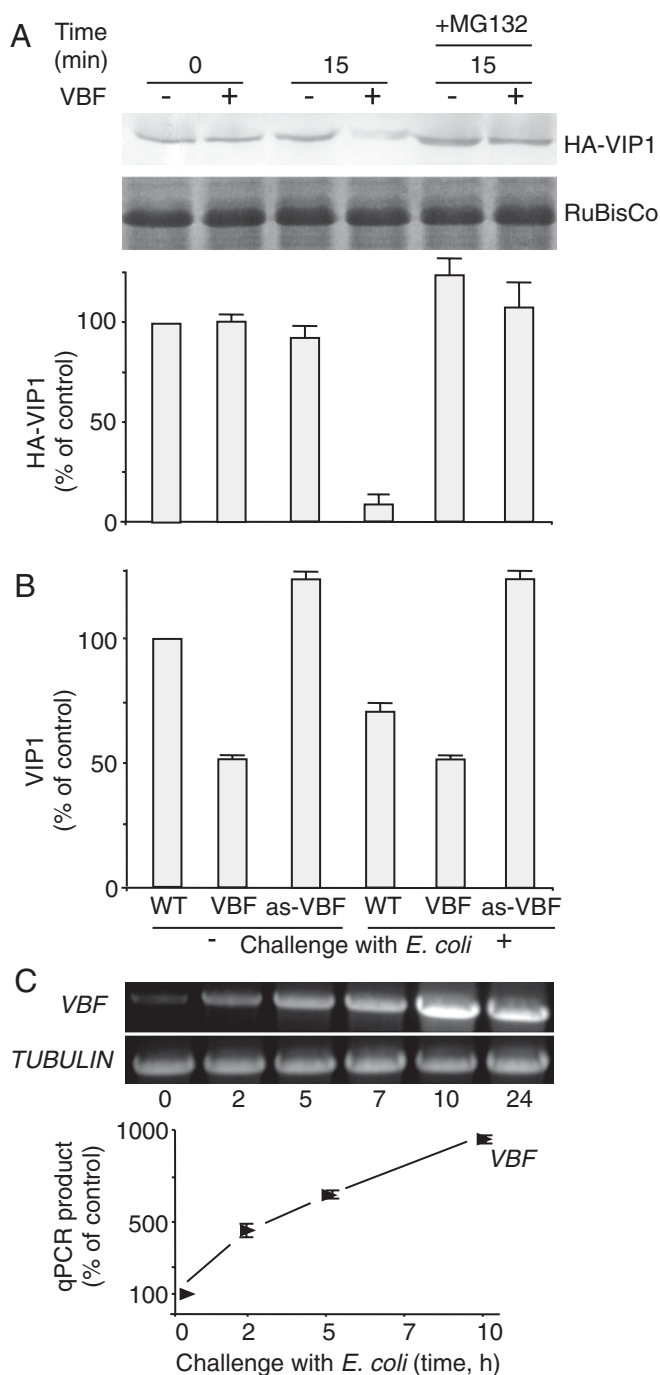 A
Time
(min)
+MG132
0 15 15
VBF - + - + - +
HA-VIP1
RuBisCo
HA-VIP1
(% of control)
100
50
0
B
VIP1
(% of control)
100
50
0
WT VBF as-VBF WT VBF as-VBF
- Challenge with E. coli +
C
VBF
TUBULIN
0 2 5 7 10 24
qPCR product
(% of control)
1000
500
100
VBF
0 2 5 7 10
Challenge with E. coli (time, h)